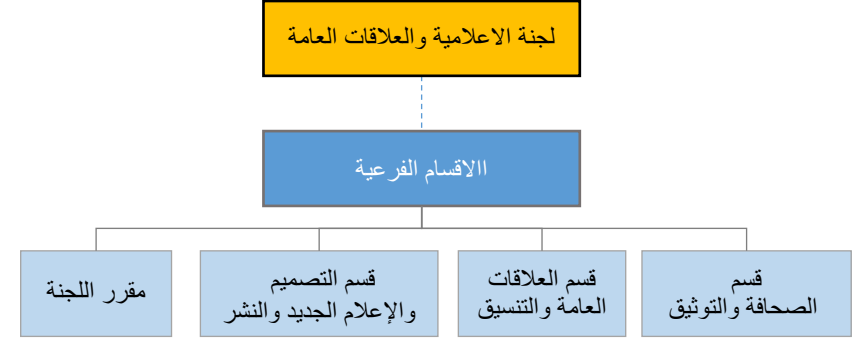 لجنة الاعلامية والعلاقات العامة
االاقسام الفرعية
قسم
الصحافة والتوثيق
قسم العلاقات
العامة والتنسيق
قسم التصميم
والإعلام الجديد والنشر
مقرر اللجنة